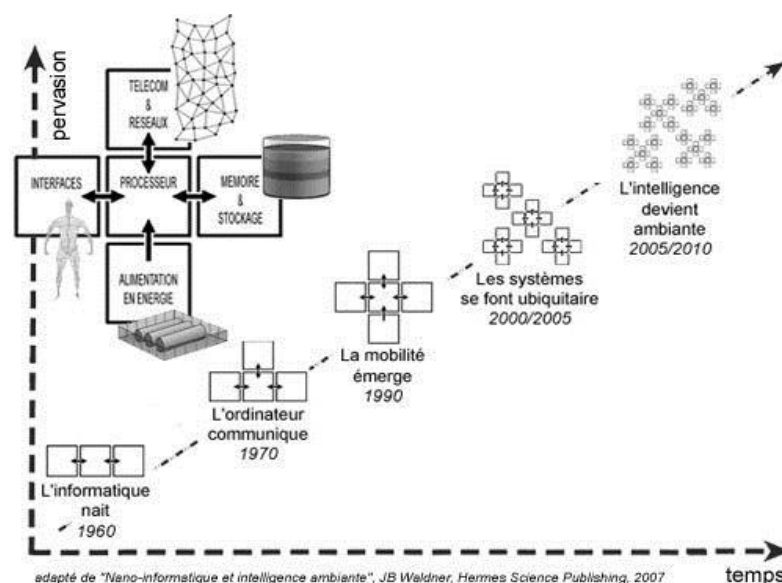 pervasion
TELECOM
&
RESEAUX
INTERFACES
PROCESSEUR
MEMOIRE
&
STOCKAGE
ALIMENTATION
EN ENERGIE
L'informatique
nait
1960
L'ordinateur
communique
1970
La mobilité
émerge
1990
Les systèmes
se font ubiquitaire
2000/2005
L'intelligence
devient
ambiante
2005/2010
temps
adapté de "Nano-informatique et intelligence ambiante", JB Waldner, Hermes Science Publishing, 2007